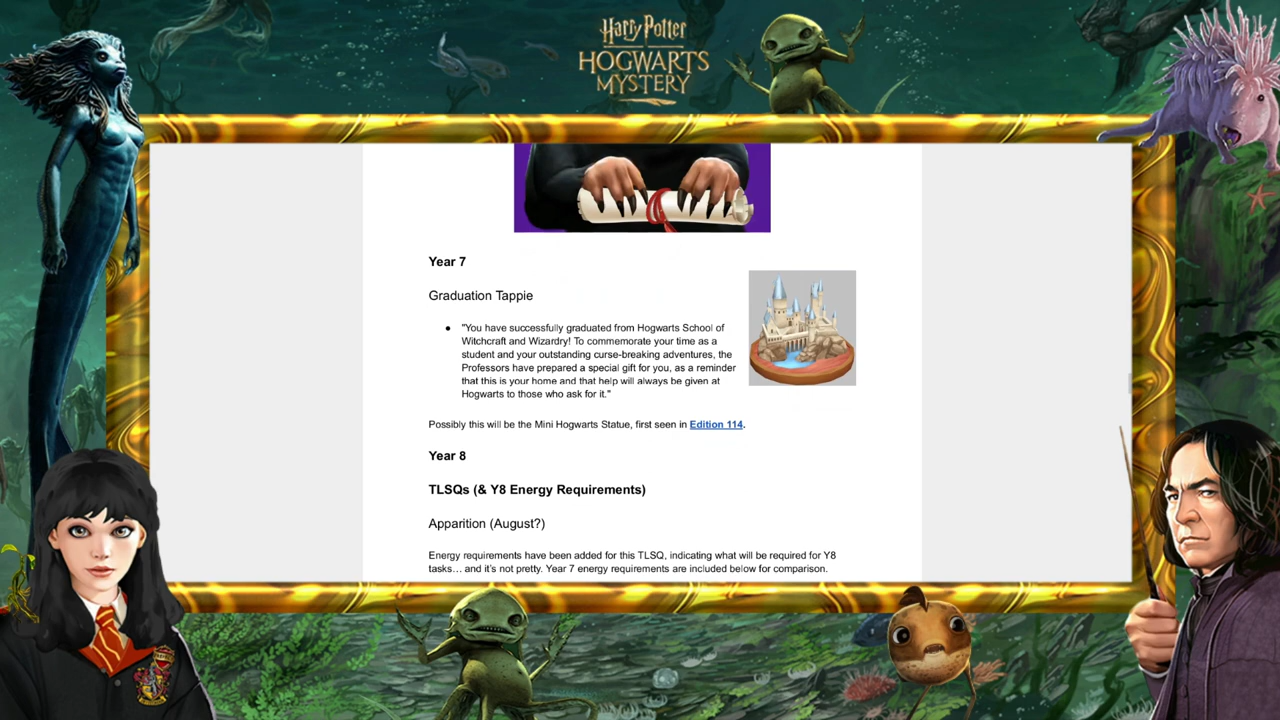 Harry Potter
HOGWARTS
MYSTERY
Year 7
Graduation Tappie
● "You have successfully graduated from Hogwarts School of
Witchcraft and Wizardry! To commemorate your time as a
student and your outstanding curse-breaking adventures, the
Professors have prepared a special gift for you, as a reminder
that this is your home and that help will always be given at
Hogwarts to those who ask for it."
Possibly this will be the Mini Hogwarts Statue, first seen in Edition 114.
Year 8
TLSQs (& Y8 Energy Requirements)
Apparition (August?)
Energy requirements have been added for this TLSQ, indicating what will be required for Y8
tasks… and it's not pretty. Year 7 energy requirements are included below for comparison.